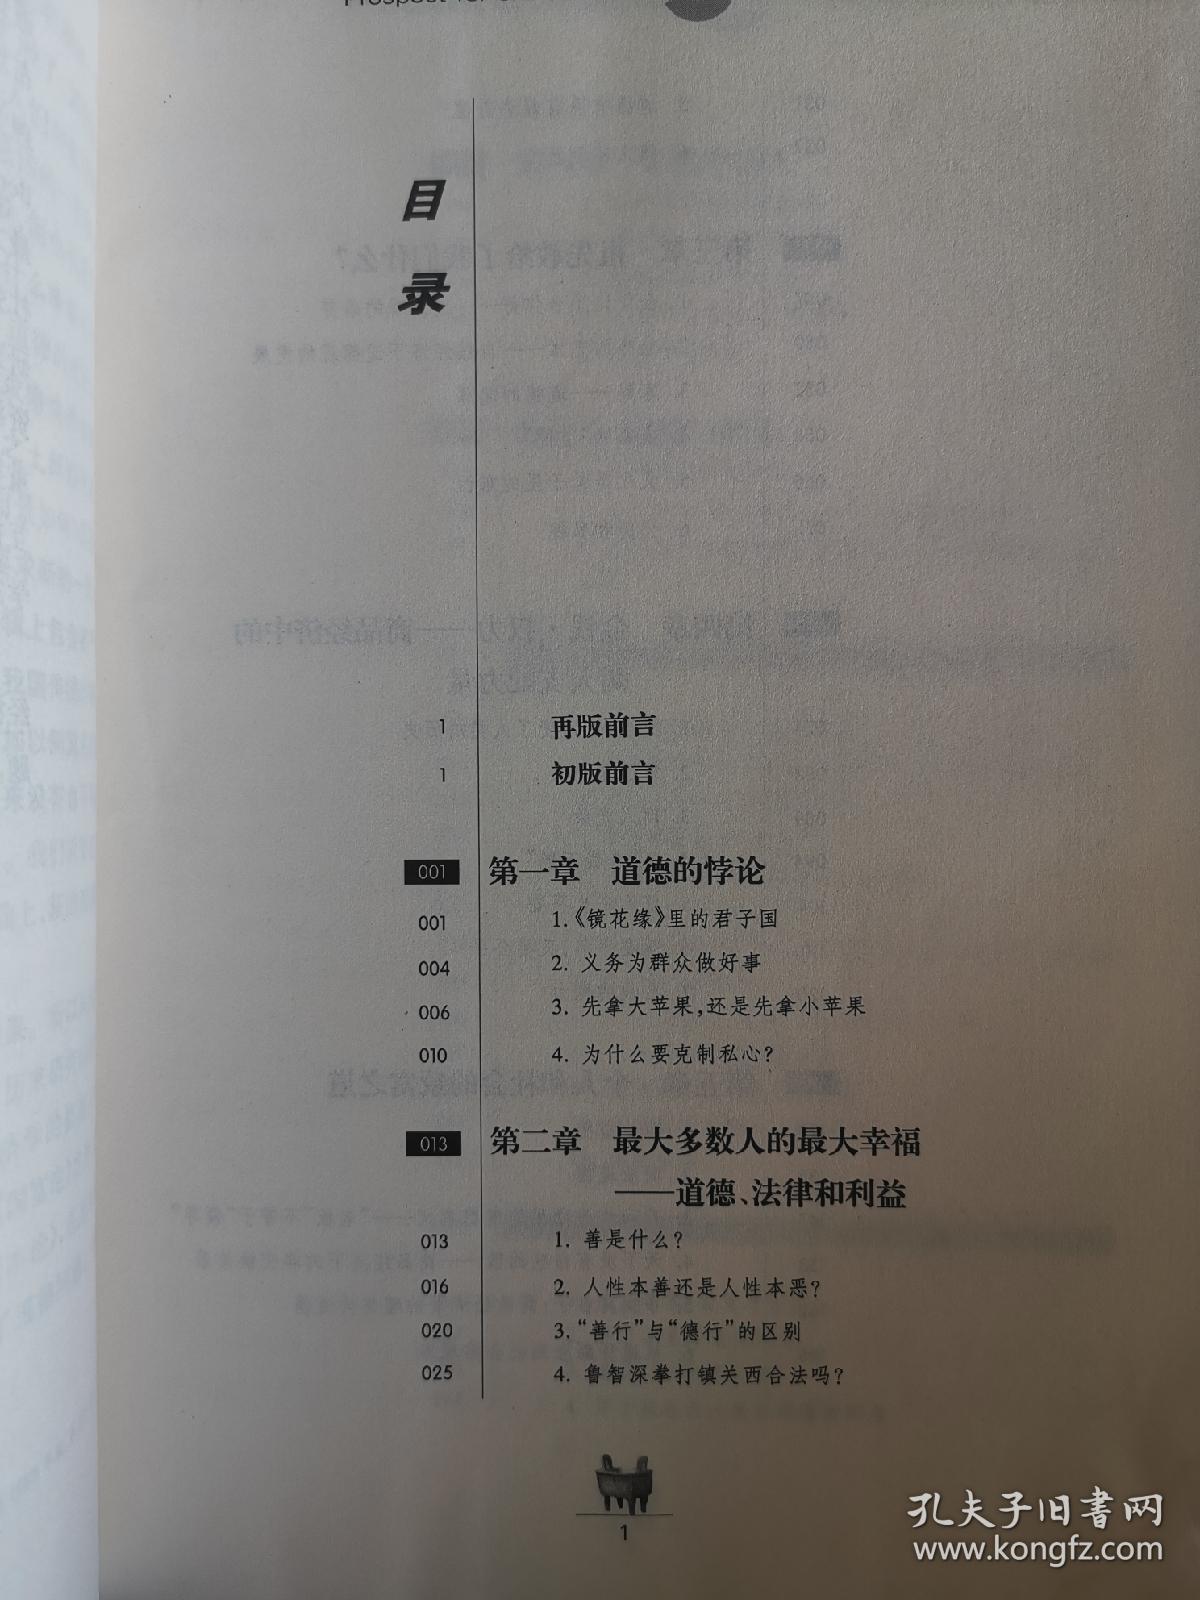 目
录
1 再版前言
1 初版前言
001 第一章 道德的悖论
001 1.《镜花缘》里的君子国
004 2. 义务为群众做好事
006 3. 先拿大苹果,还是先拿小苹果
010 4. 为什么要克制私心?
013 第二章 最大多数人的最大幸福
——道德、法律和利益
013 1. 善是什么?
016 2. 人性本善还是人性本恶?
020 3.“善行”与“德行”的区别
025 4. 鲁智深拳打镇关西合法吗?
1
孔夫子旧书网
www.kongfz.com